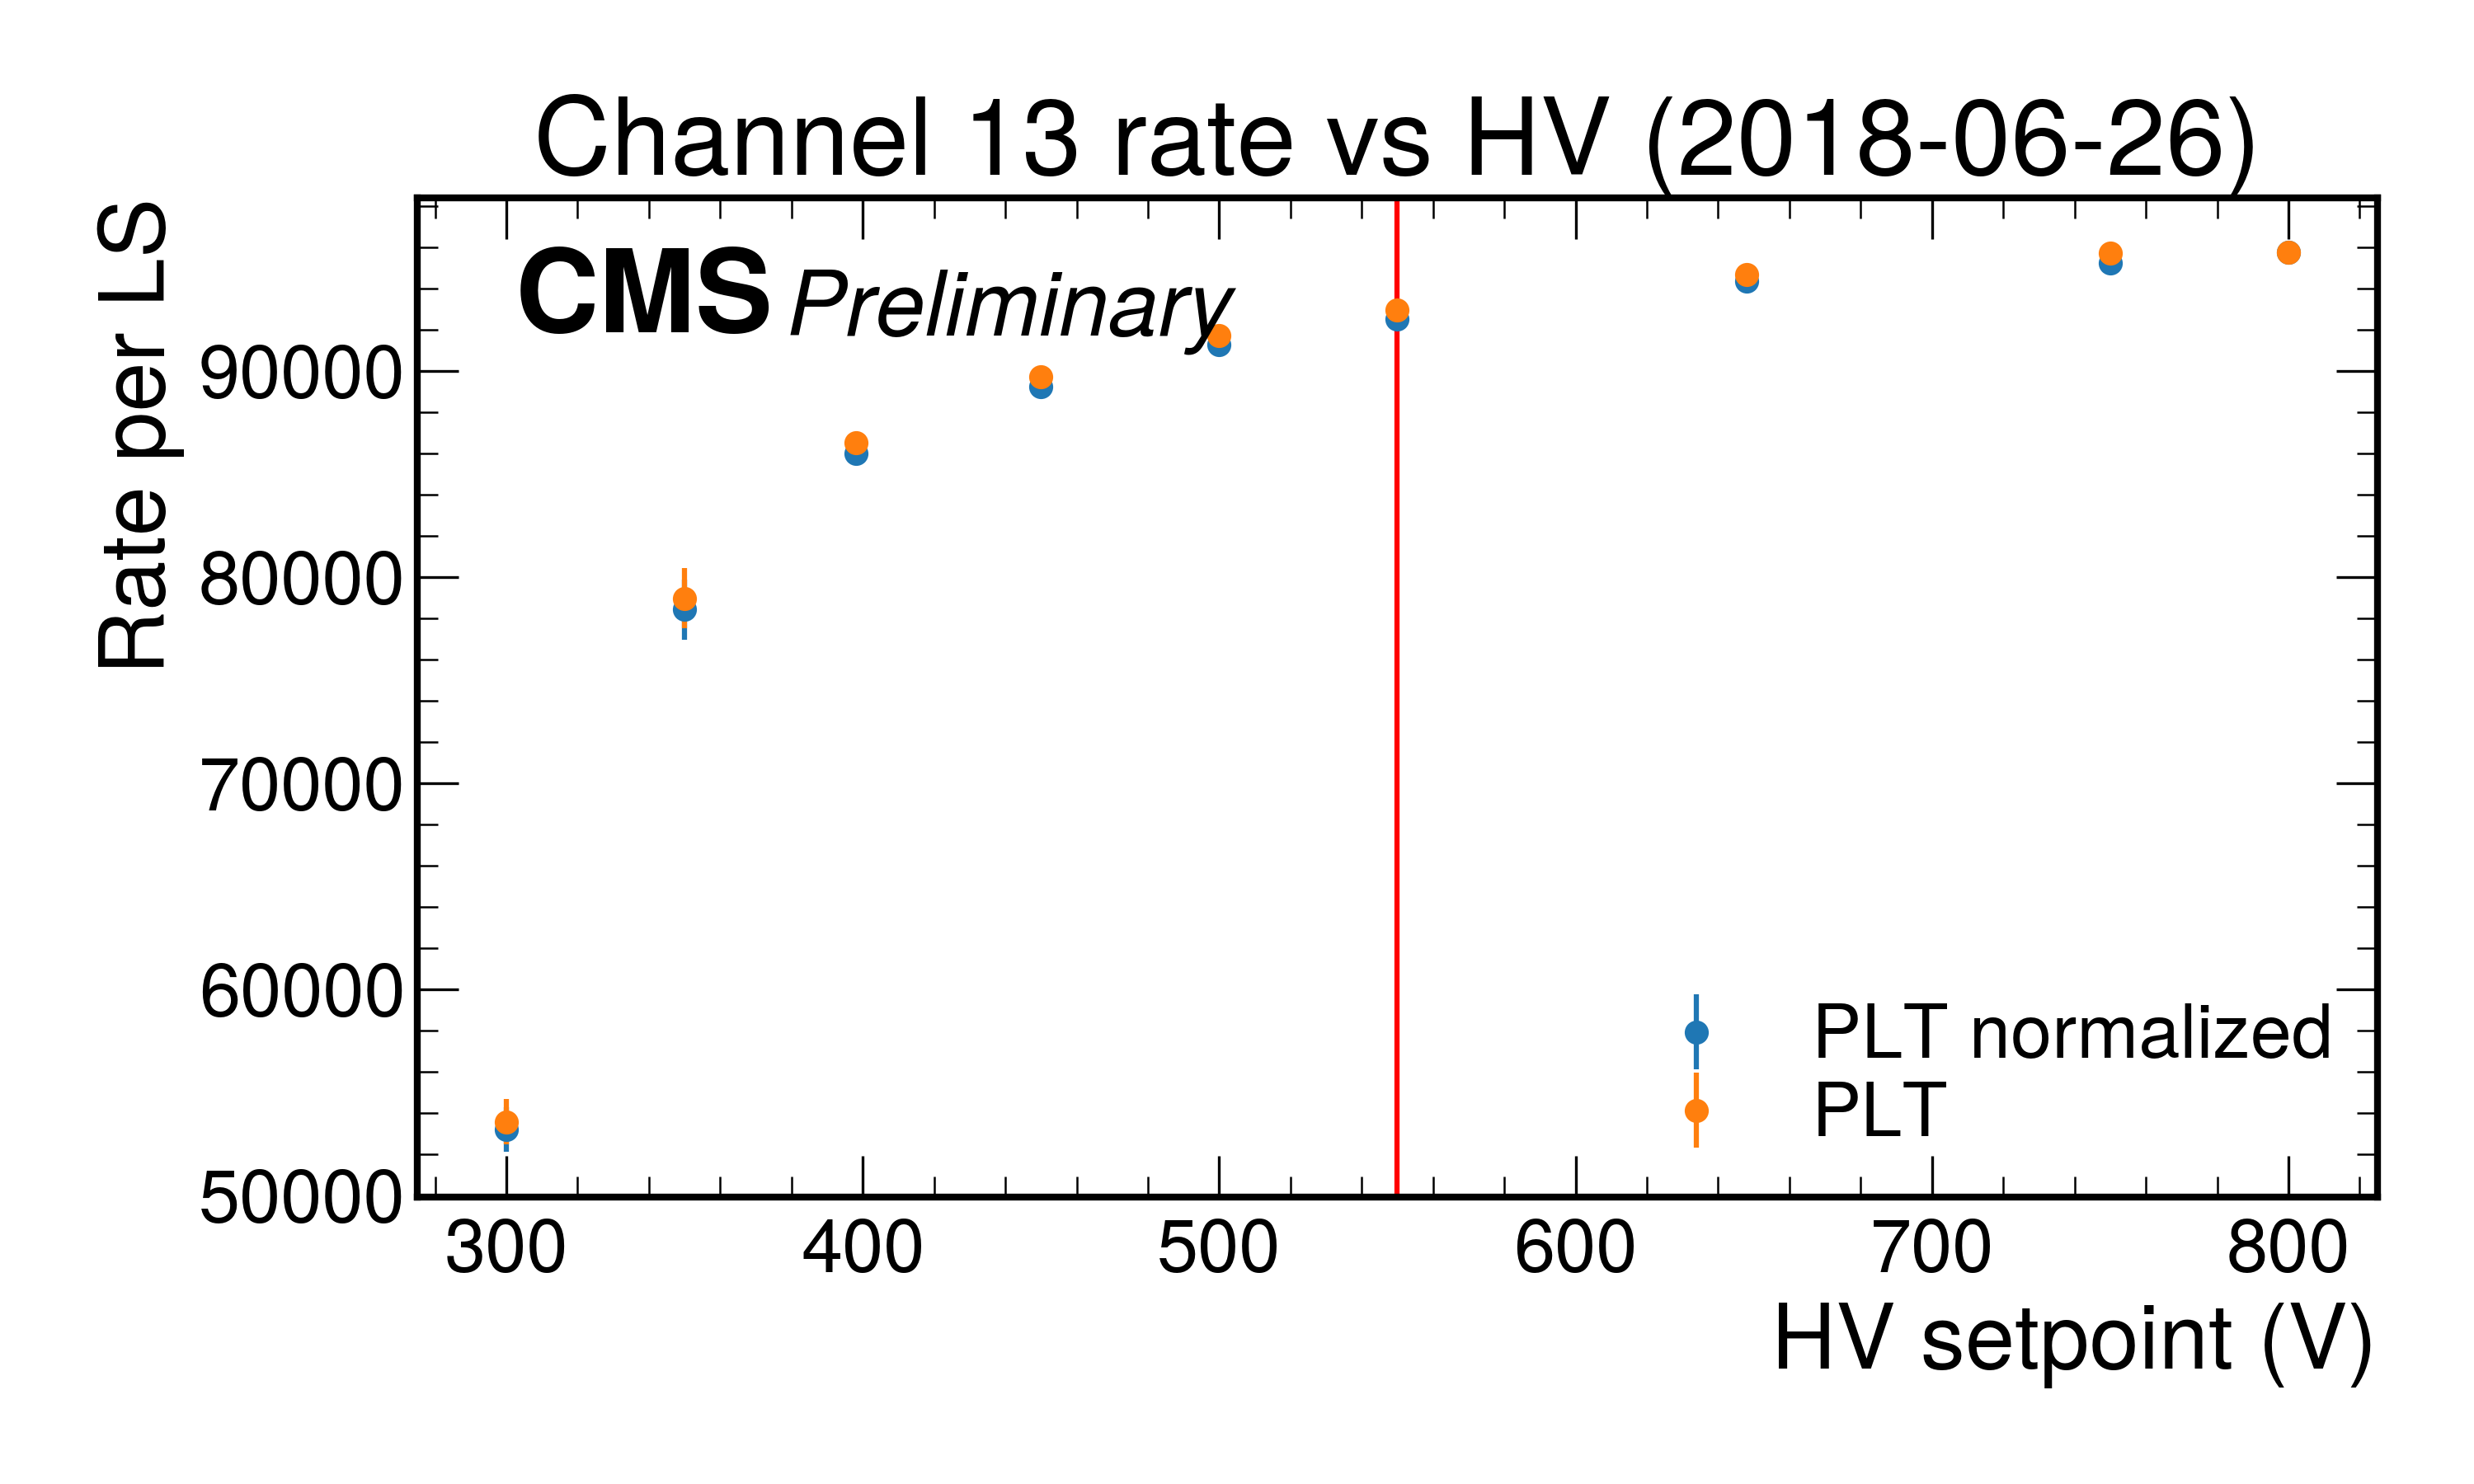 Channel 13 rate vs HV (2018-06-26)
CMS Preliminary
Rate per LS
90000
80000
70000
60000
50000
PLT normalized
PLT
300 400 500 600 700 800
HV setpoint (V)